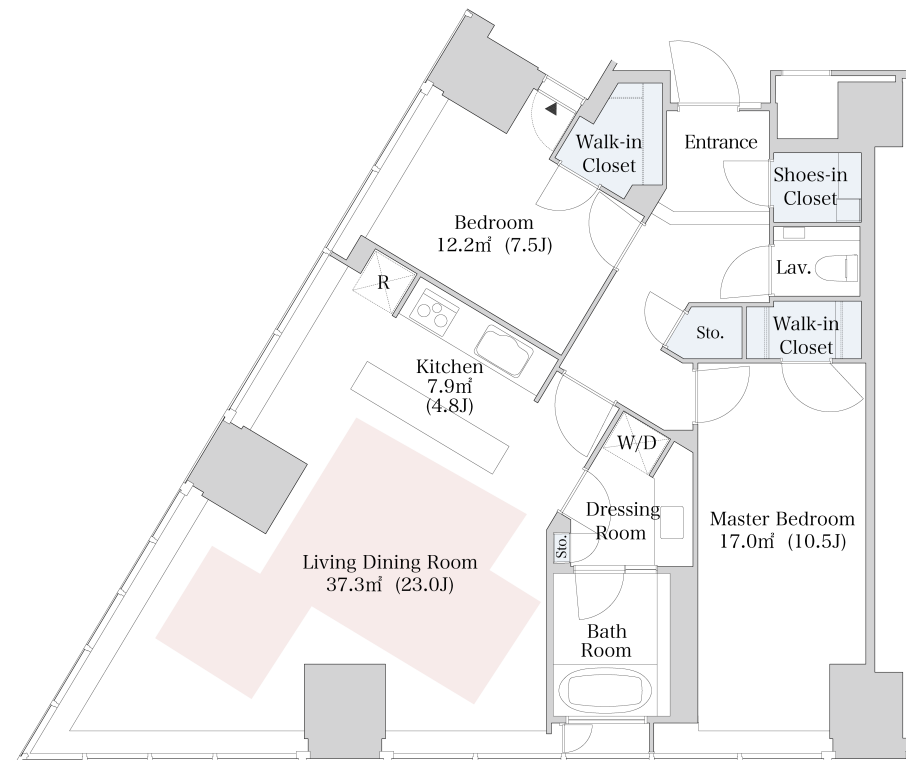 Walk-in
Closet
Entrance
Shoes-in
Closet
Bedroom
12.2㎡ (7.5J)
Lav.
R
Sto.
Walk-in
Closet
Kitchen
7.9㎡
(4.8J)
W/D
Dressing
Room
Master Bedroom
17.0㎡ (10.5J)
Sto.
Living Dining Room
37.3㎡ (23.0J)
Bath
Room